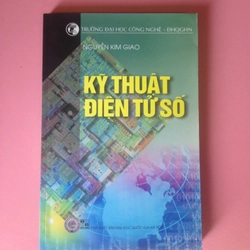 TRƯỜNG ĐẠI HỌC CÔNG NGHỆ - ĐHQGHN
NGUYỄN KIM GIAO
KỸ THUẬT
ĐIỆN TỬ SỐ